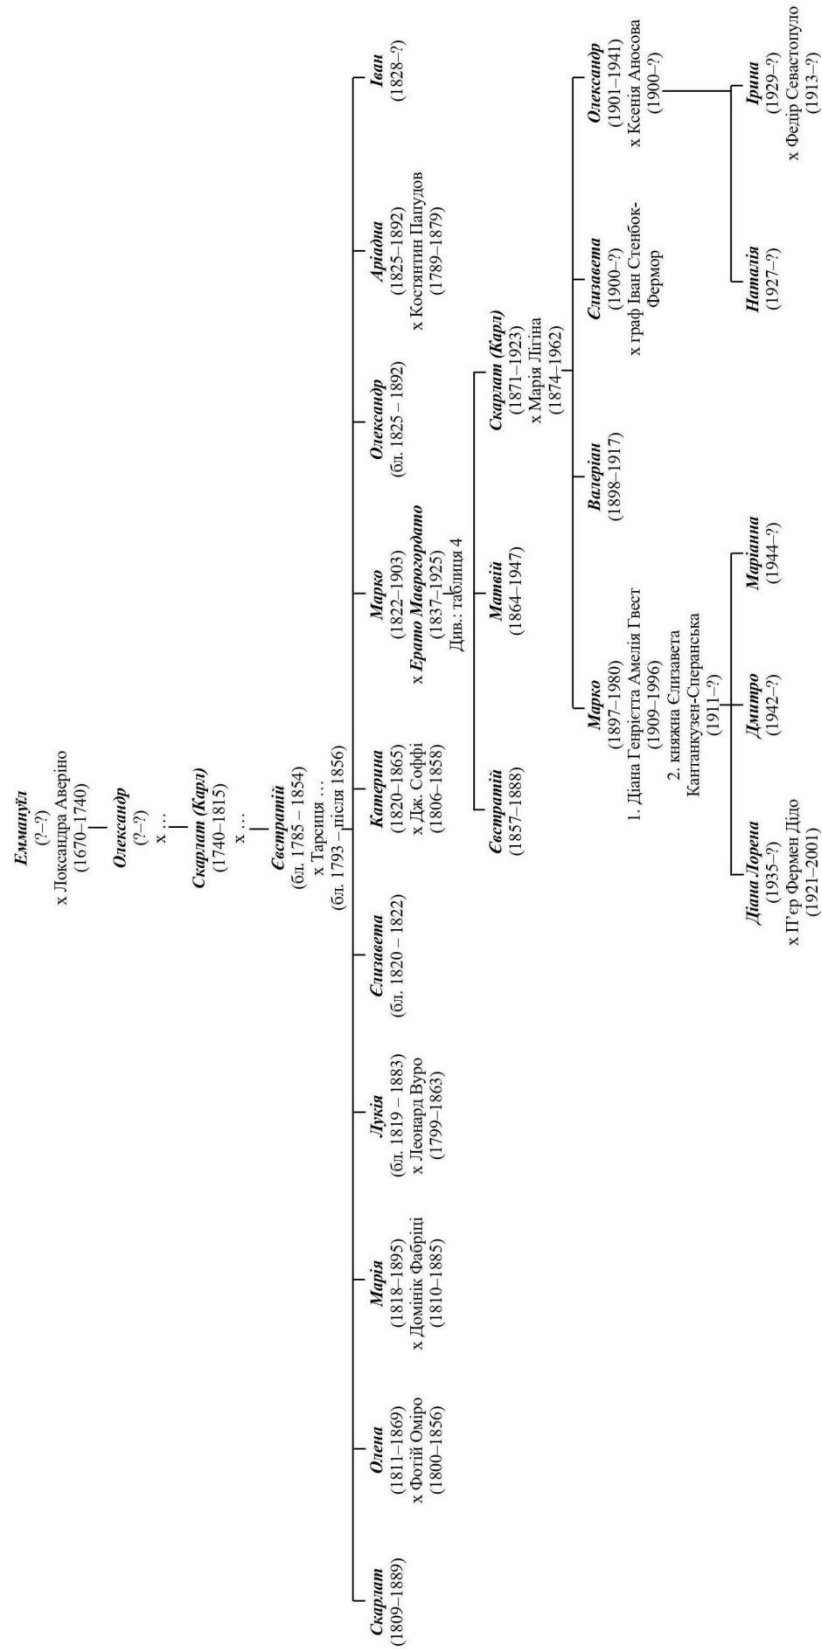 Еммануїл
(?–?)
х Локсандра Аверіно
(1670–1740)
Олександр
(?–?)
х …
Скарлат (Карл)
(1740–1815)
х …
Євстратій
(бл. 1785 – 1854)
х Тарсиця …
(бл. 1793 – після 1856)
Скарлат
(1809–1889)
Олена
(1811–1869)
х Фотій Оміро
(1800–1856)
Марія
(1818–1895)
х Домінік Фабріці
(1810–1885)
Лукія
(бл. 1819 – 1883)
х Леонард Вуро
(1799–1863)
Єлизавета
(бл. 1820 – 1822)
Катерина
(1820–1865)
х Дж. Соффі
(1806–1858)
Марко
(1822–1903)
х Ерато Маврогордато
(1837–1925)
Див.: таблиця 4
Олександр
(бл. 1825 – 1892)
Аріадна
(1825–1892)
х Костянтин Папудов
(1789–1879)
Іван
(1828–?)
Євстратій
(1857–1888)
Матвій
(1864–1947)
Скарлат (Карл)
(1871–1923)
х Марія Лігіна
(1874–1962)
Марко
(1897–1980)
1. Діана Генрієтта Амелія Гвест
(1909–1996)
2. княжна Єлизавета
Кантанкузен-Сперанська
(1911–?)
Валеріан
(1898–1917)
Єлизавета
(1900–?)
х граф Іван Стенбок-
Фермор
Олександр
(1901–1941)
х Ксенія Аносова
(1900–?)
Діана Лорена
(1935–?)
х П'єр Фермен Діло
(1921–2001)
Дмитро
(1942–?)
Маріанна
(1944–?)
Наталія
(1927–?)
Ірина
(1929–?)
х Федір Севастопуло
(1913–?)